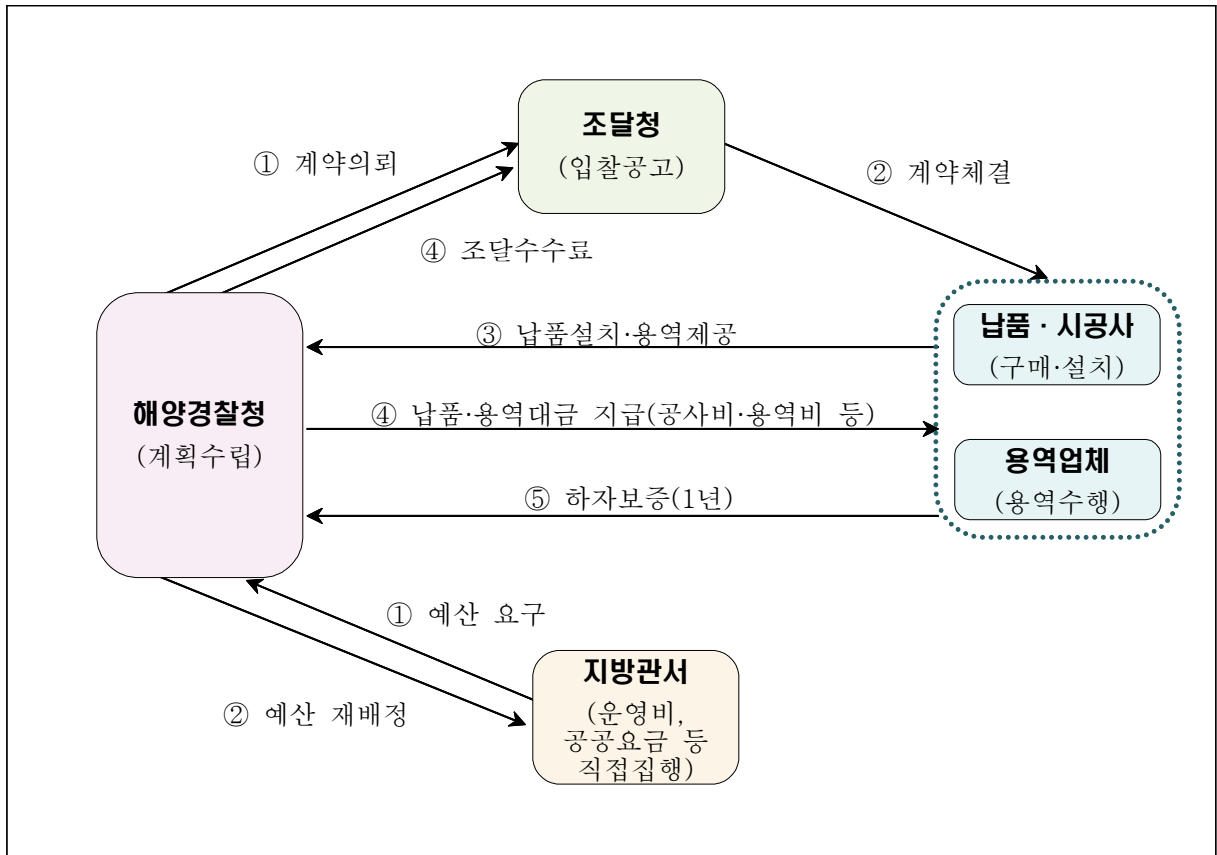 조달청
(입찰공고)
① 계약의뢰
② 계약체결
④ 조달수수료
납품 · 시공사
(구매·설치)
③ 납품설치·용역제공
해양경찰청
(계획수립)
④ 납품·용역대금 지급(공사비·용역비 등)
용역업체
(용역수행)
⑤ 하자보증(1년)
① 예산 요구
② 예산 재배정
지방관서
(운영비,
공공요금 등
직접집행)